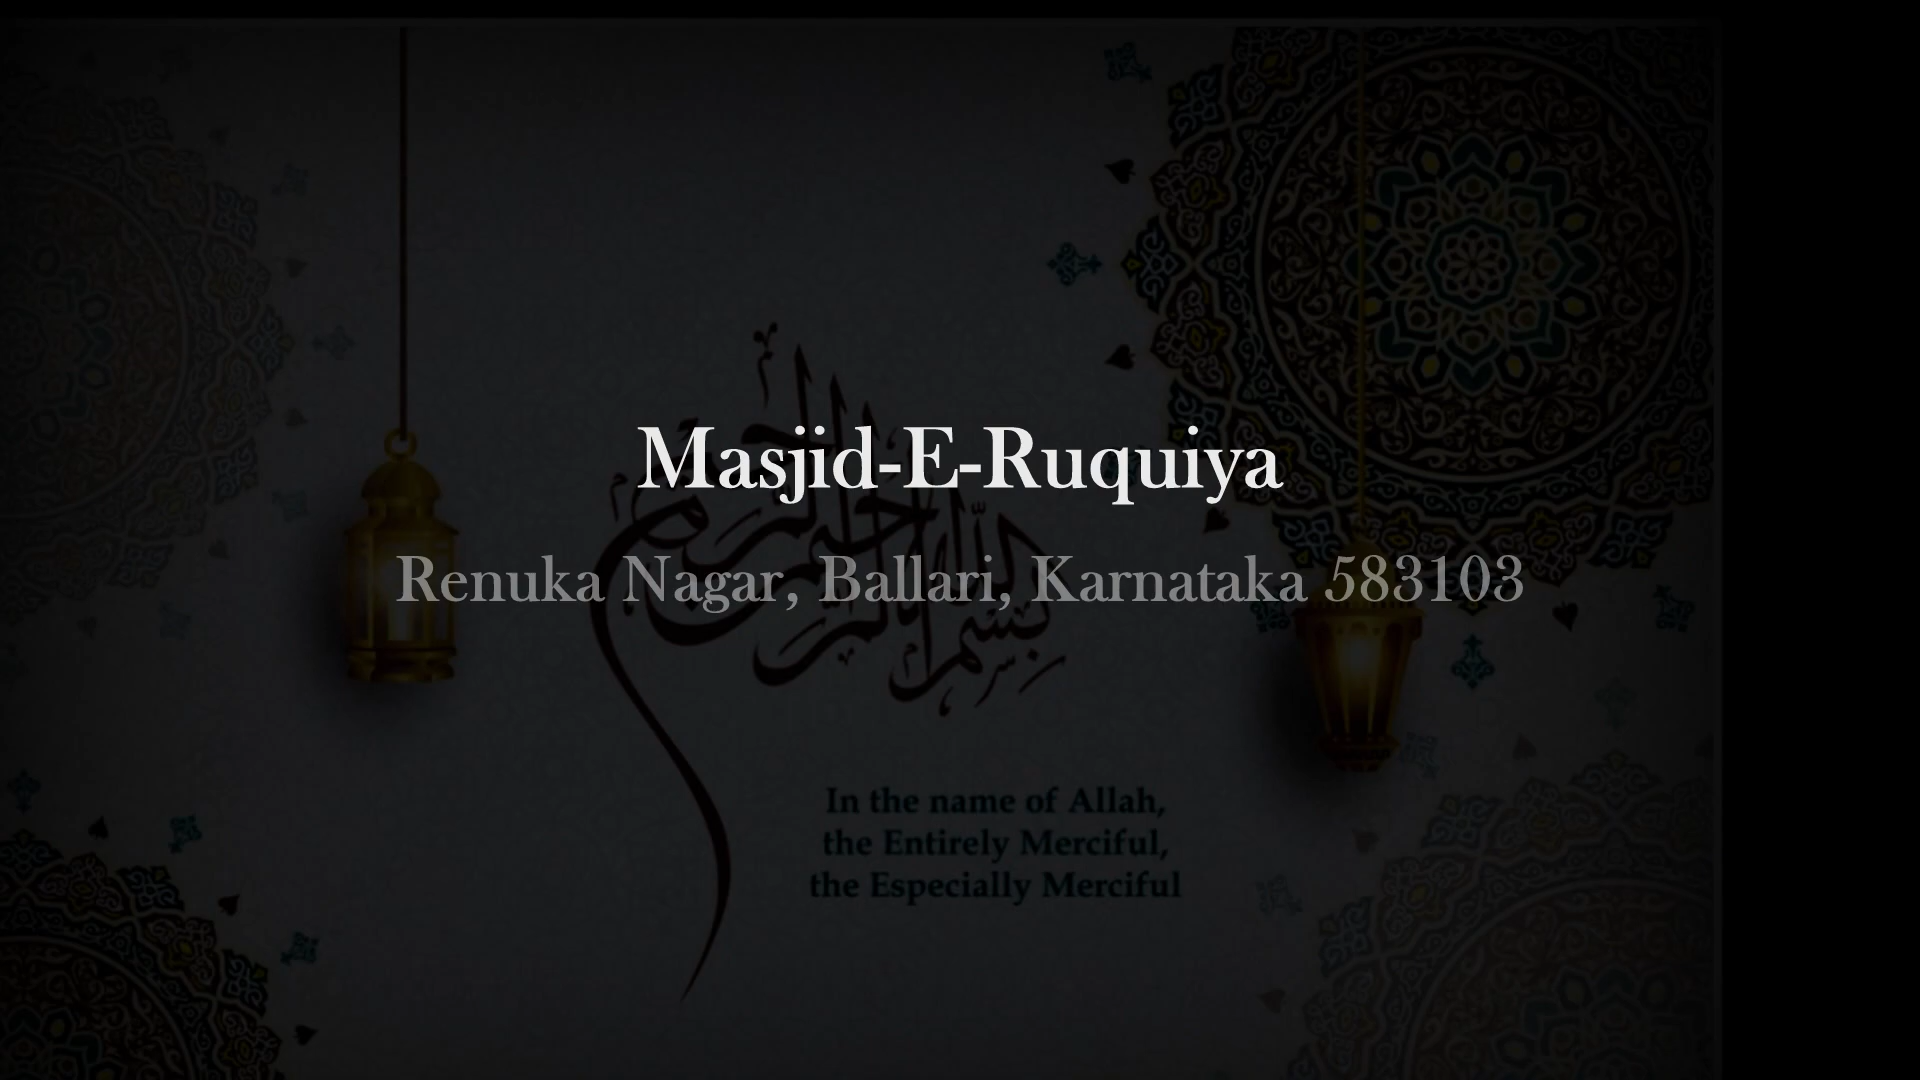 Masjid-E-Ruquiya
Renuka Nagar, Ballari, Karnataka 583103
بسم الله الرحمن الرحيم
In the name of Allah,
the Entirely Merciful,
the Especially Merciful